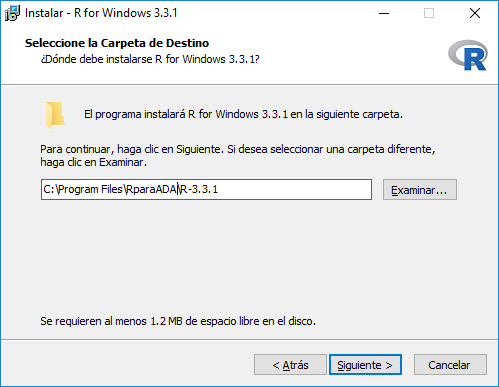 Instalar - R for Windows 3.3.1
Seleccione la Carpeta de Destino
¿Dónde debe instalarse R for Windows 3.3.1?
R
El programa instalará R for Windows 3.3.1 en la siguiente carpeta.
Para continuar, haga clic en Siguiente. Si desea seleccionar una carpeta diferente,
haga clic en Examinar.
C:\Program Files\RparaADA\R-3.3.1
Examinar...
Se requieren al menos 1.2 MB de espacio libre en el disco.
< Atrás
Siguiente >
Cancelar